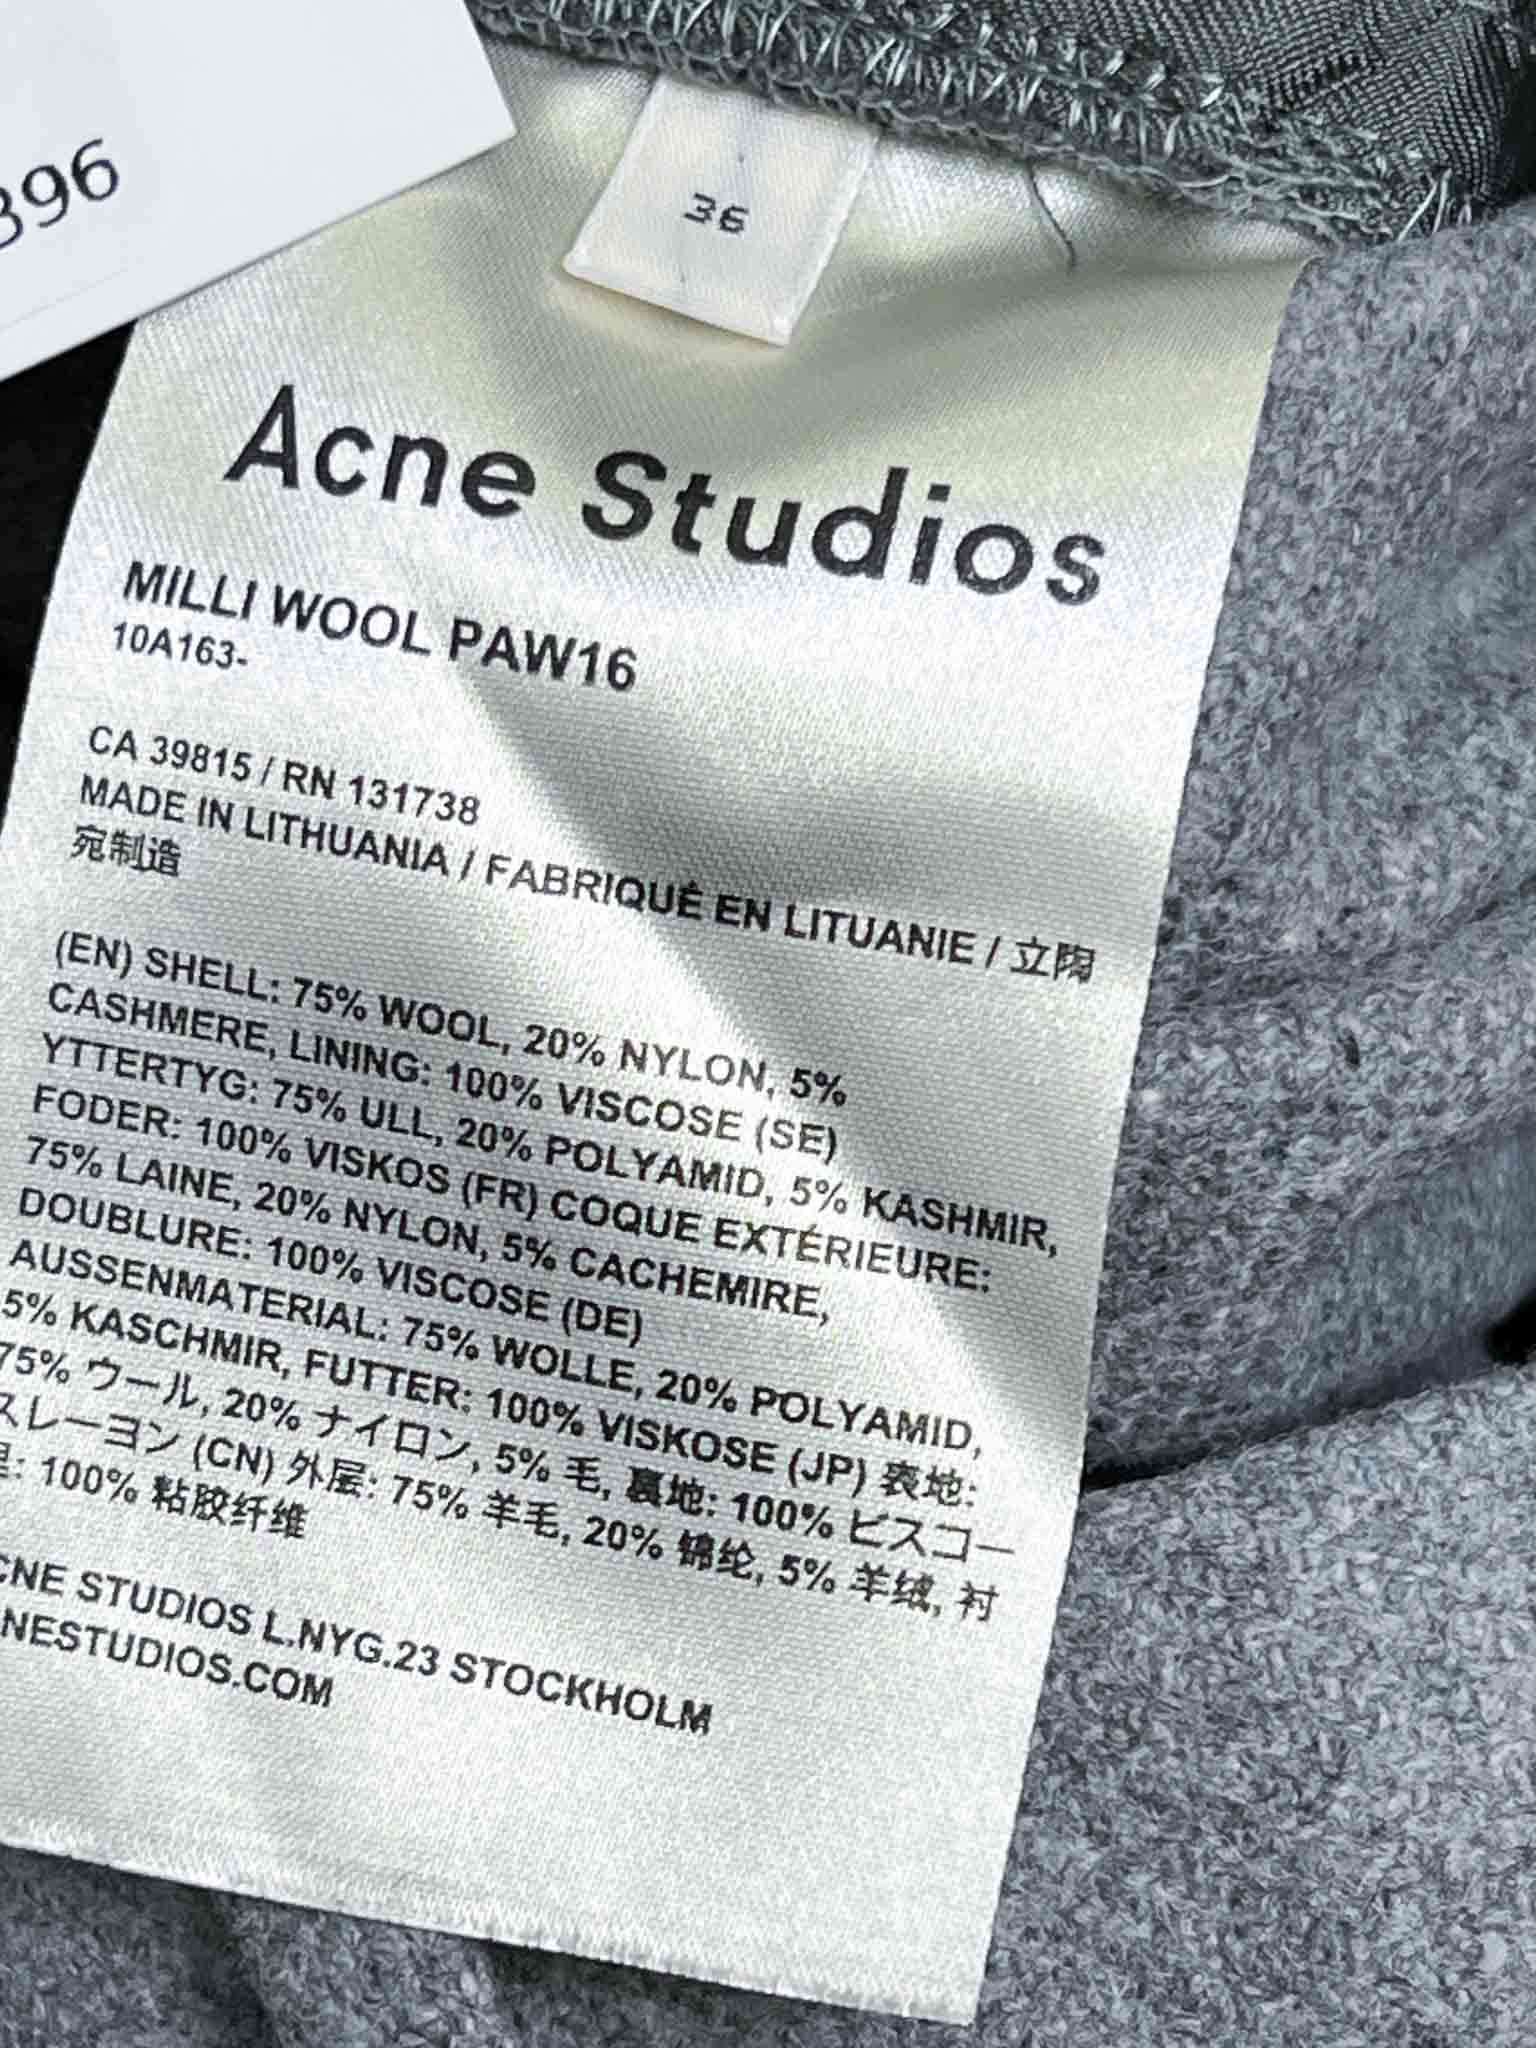 396
36
Acne Studios
MILLI WOOL PAW16
10A163-
CA 39815 / RN 131738
MADE IN LITHUANIA / FABRIQUÉ EN LITUANIE / 立陶
宛制造
(EN) SHELL: 75% WOOL, 20% NYLON, 5%
CASHMERE, LINING: 100% VISCOSE (SE)
YTTERTYG: 75% ULL, 20% POLYAMID, 5% KASHMIR,
FODER: 100% VISKOS (FR) COQUE EXTÉRIEURE:
75% LAINE, 20% NYLON, 5% CACHEMIRE,
DOUBLURE: 100% VISCOSE (DE)
AUSSENMATERIAL: 75% WOLLE, 20% POLYAMID,
5% KASCHMIR, FUTTER: 100% VISKOSE (JP) 表地:
75% ウール, 20% ナイロン, 5% 毛, 裏地: 100% ビスコー
スレーヨン (CN) 外层: 75% 羊毛, 20% 锦纶, 5% 羊绒, 衬
里: 100% 粘胶纤维
CNE STUDIOS L.NYG.23 STOCKHOLM
NESTUDIOS.COM